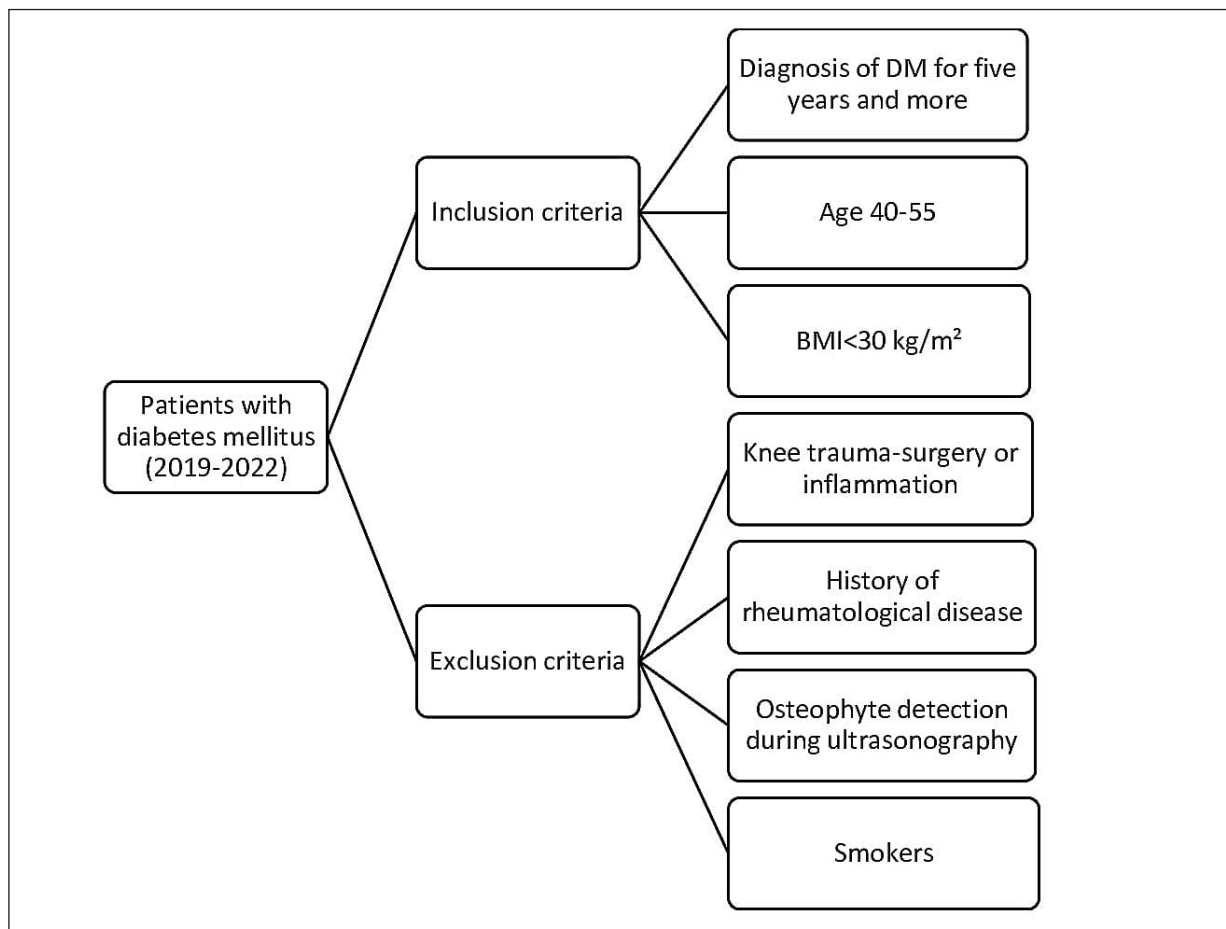 Patients with
diabetes mellitus
(2019-2022)
Inclusion criteria
Diagnosis of DM for five
years and more
Age 40-55
BMI<30 kg/m²
Exclusion criteria
Knee trauma-surgery or
inflammation
History of
rheumatological disease
Osteophyte detection
during ultrasonography
Smokers